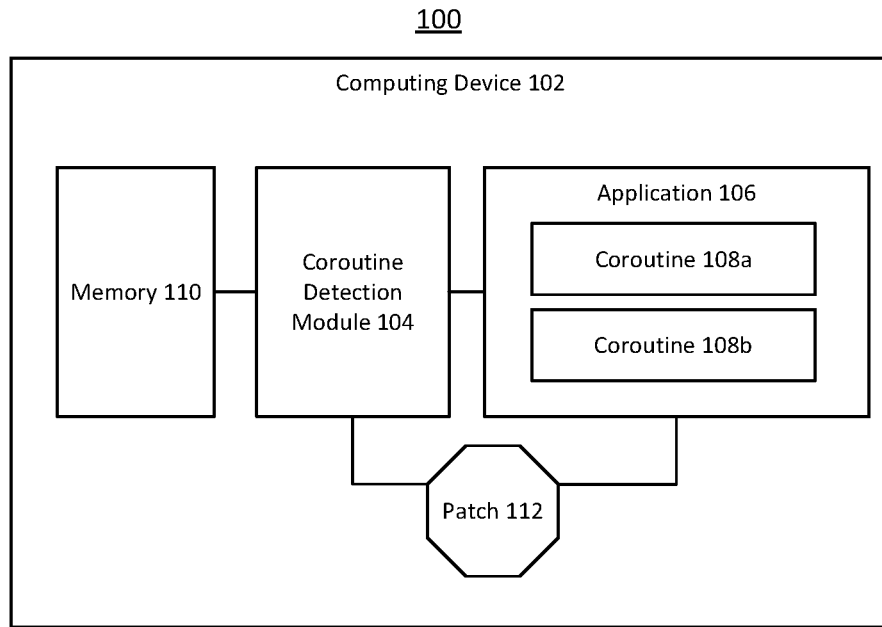 100
Computing Device 102
Memory 110
Coroutine
Detection
Module 104
Application 106
Coroutine 108a
Coroutine 108b
Patch 112